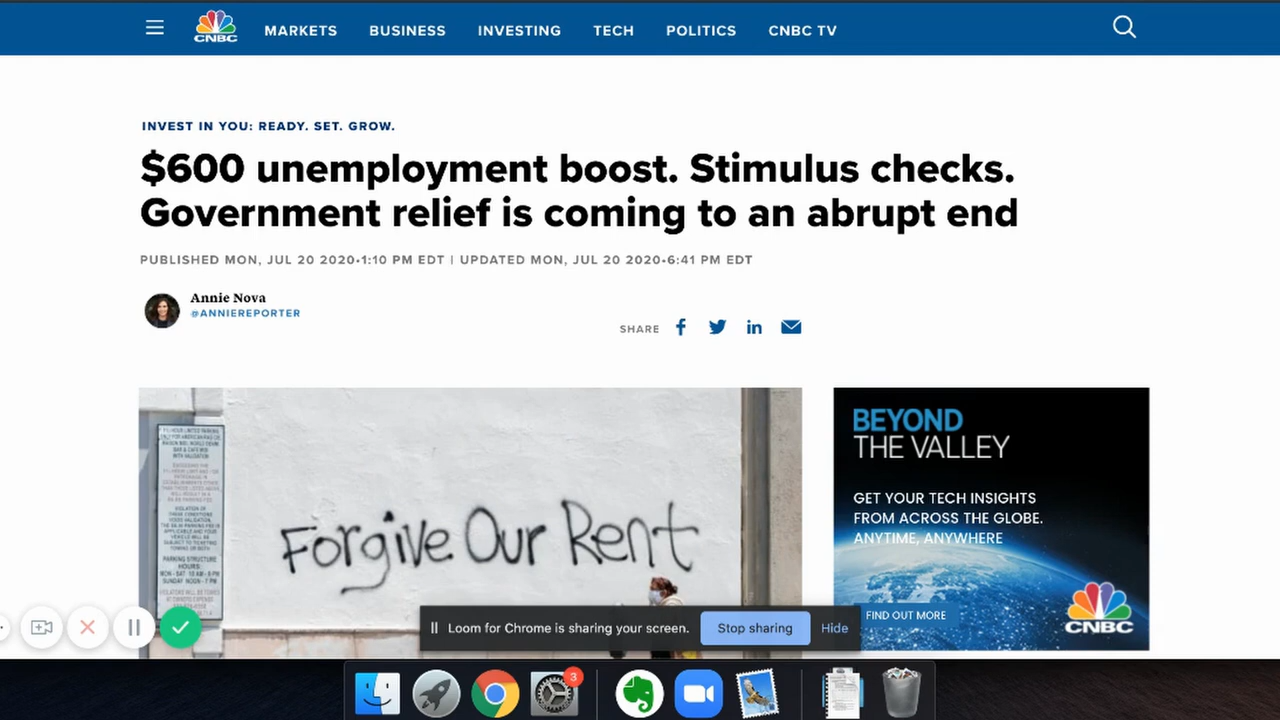 CNBC
MARKETS BUSINESS INVESTING TECH POLITICS CNBC TV
INVEST IN YOU: READY. SET. GROW.
$600 unemployment boost. Stimulus checks.
Government relief is coming to an abrupt end
PUBLISHED MON, JUL 20 2020•1:10 PM EDT | UPDATED MON, JUL 20 2020•6:41 PM EDT
Annie Nova
@ANNIEREPORTER
SHARE
Forgive Our Rent
PARKING STRUCTURE
HOURS:
SUNDAY NOON - 7 PM
BEYOND
THE VALLEY
GET YOUR TECH INSIGHTS
FROM ACROSS THE GLOBE.
ANYTIME, ANYWHERE
FIND OUT MORE
CNBC
Loom for Chrome is sharing your screen.
Stop sharing
Hide
3